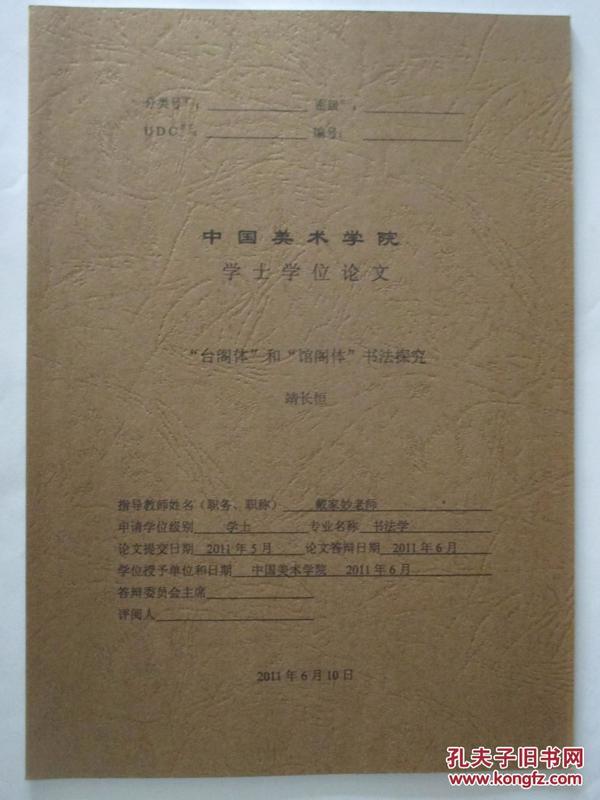 分类号：　　　密级：
UDC：　　　编号：
中国美术学院
学士学位论文
“台阁体”和“馆阁体”书法探究
靖长恒
指导教师姓名（职务、职称）　戴家妙老师
申请学位级别　学士　专业名称　书法学
论文提交日期　2011年5月　论文答辩日期　2011年6月
学位授予单位和日期　中国美术学院　2011年6月
答辩委员会主席
评阅人
2011年6月10日
孔夫子旧书网
www.kongfz.com